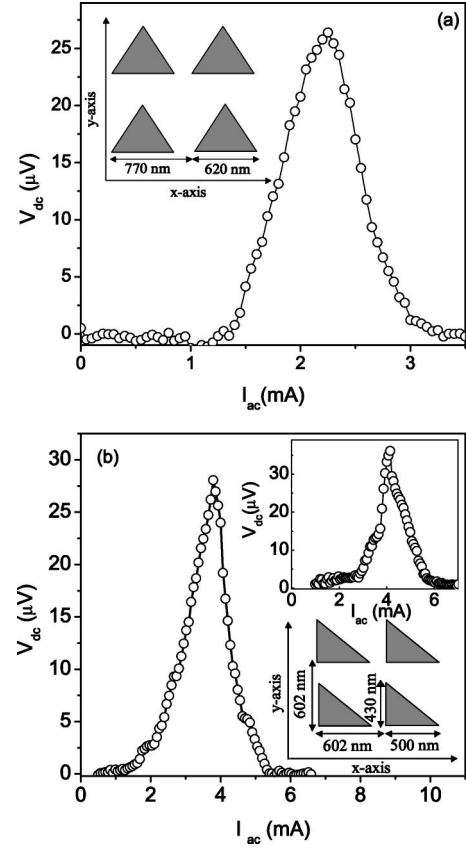 (a)
V_dc (μV)
25
20
15
10
5
0
y-axis
770 nm
620 nm
x-axis
0
1
2
3
I_ac(mA)
(b)
V_dc (μV)
30
25
20
15
10
5
0
V_dc(μV)
30
20
10
0
0
2
4
6
I_ac(mA)
y-axis
602 nm
430 nm
602 nm
500 nm
x-axis
0
2
4
6
8
10
I_ac(mA)